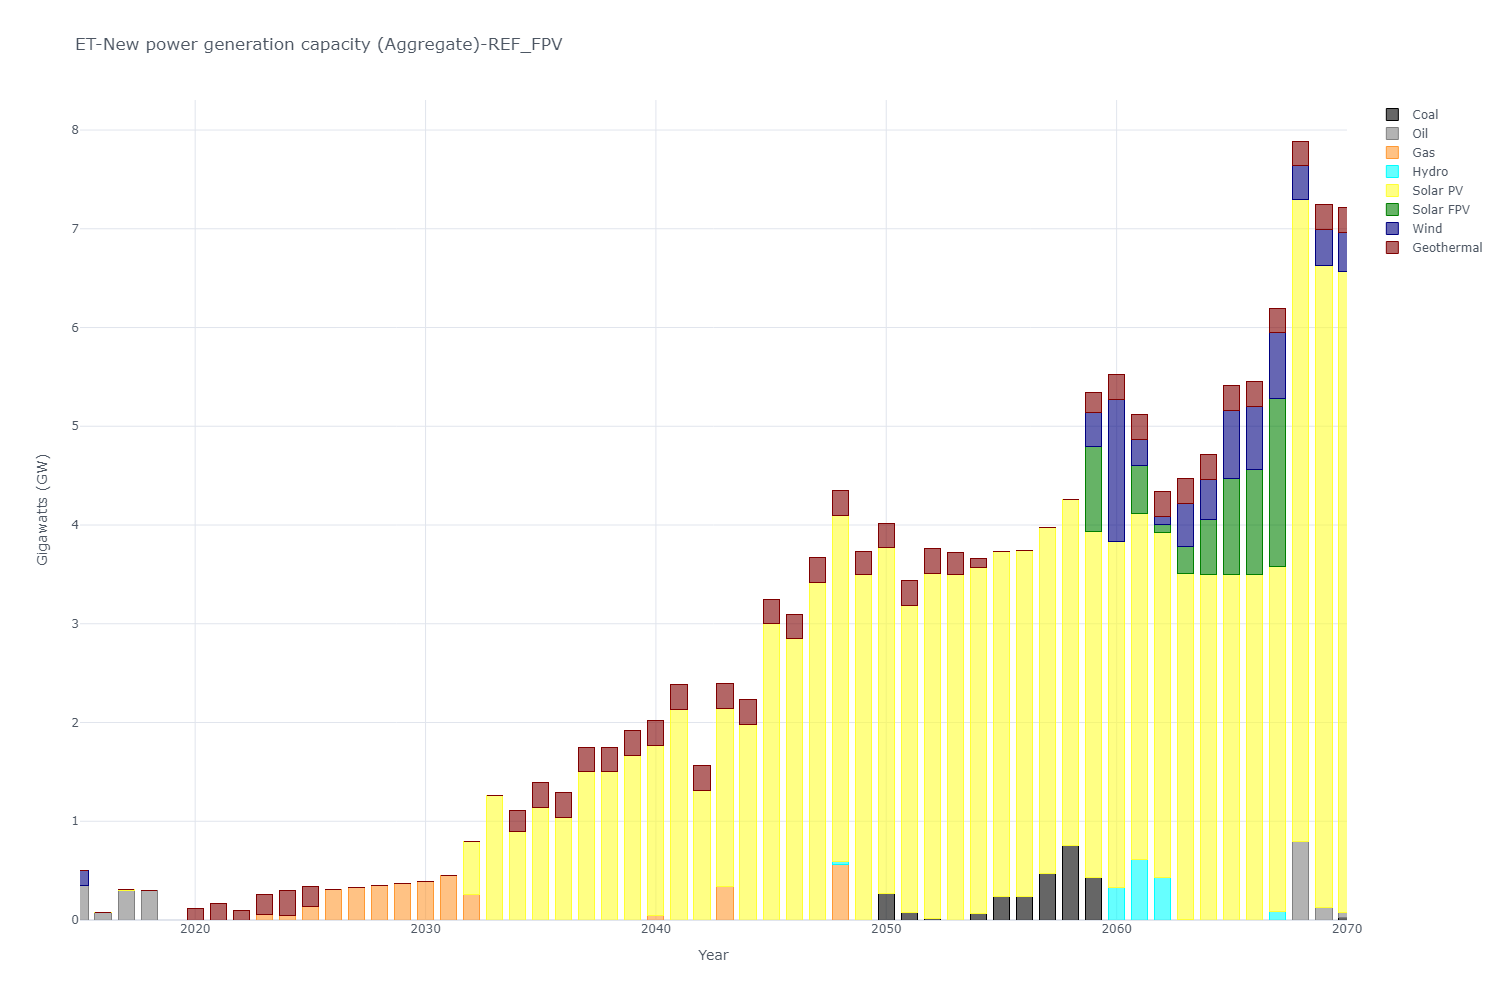 ET-New power generation capacity (Aggregate)-REF_FPV
Coal
Oil
Gas
Hydro
Solar PV
Solar FPV
Wind
Geothermal
8
7
6
5
4
3
2
1
0
Gigawatts (GW)
2020
2030
2040
2050
2060
2070
Year